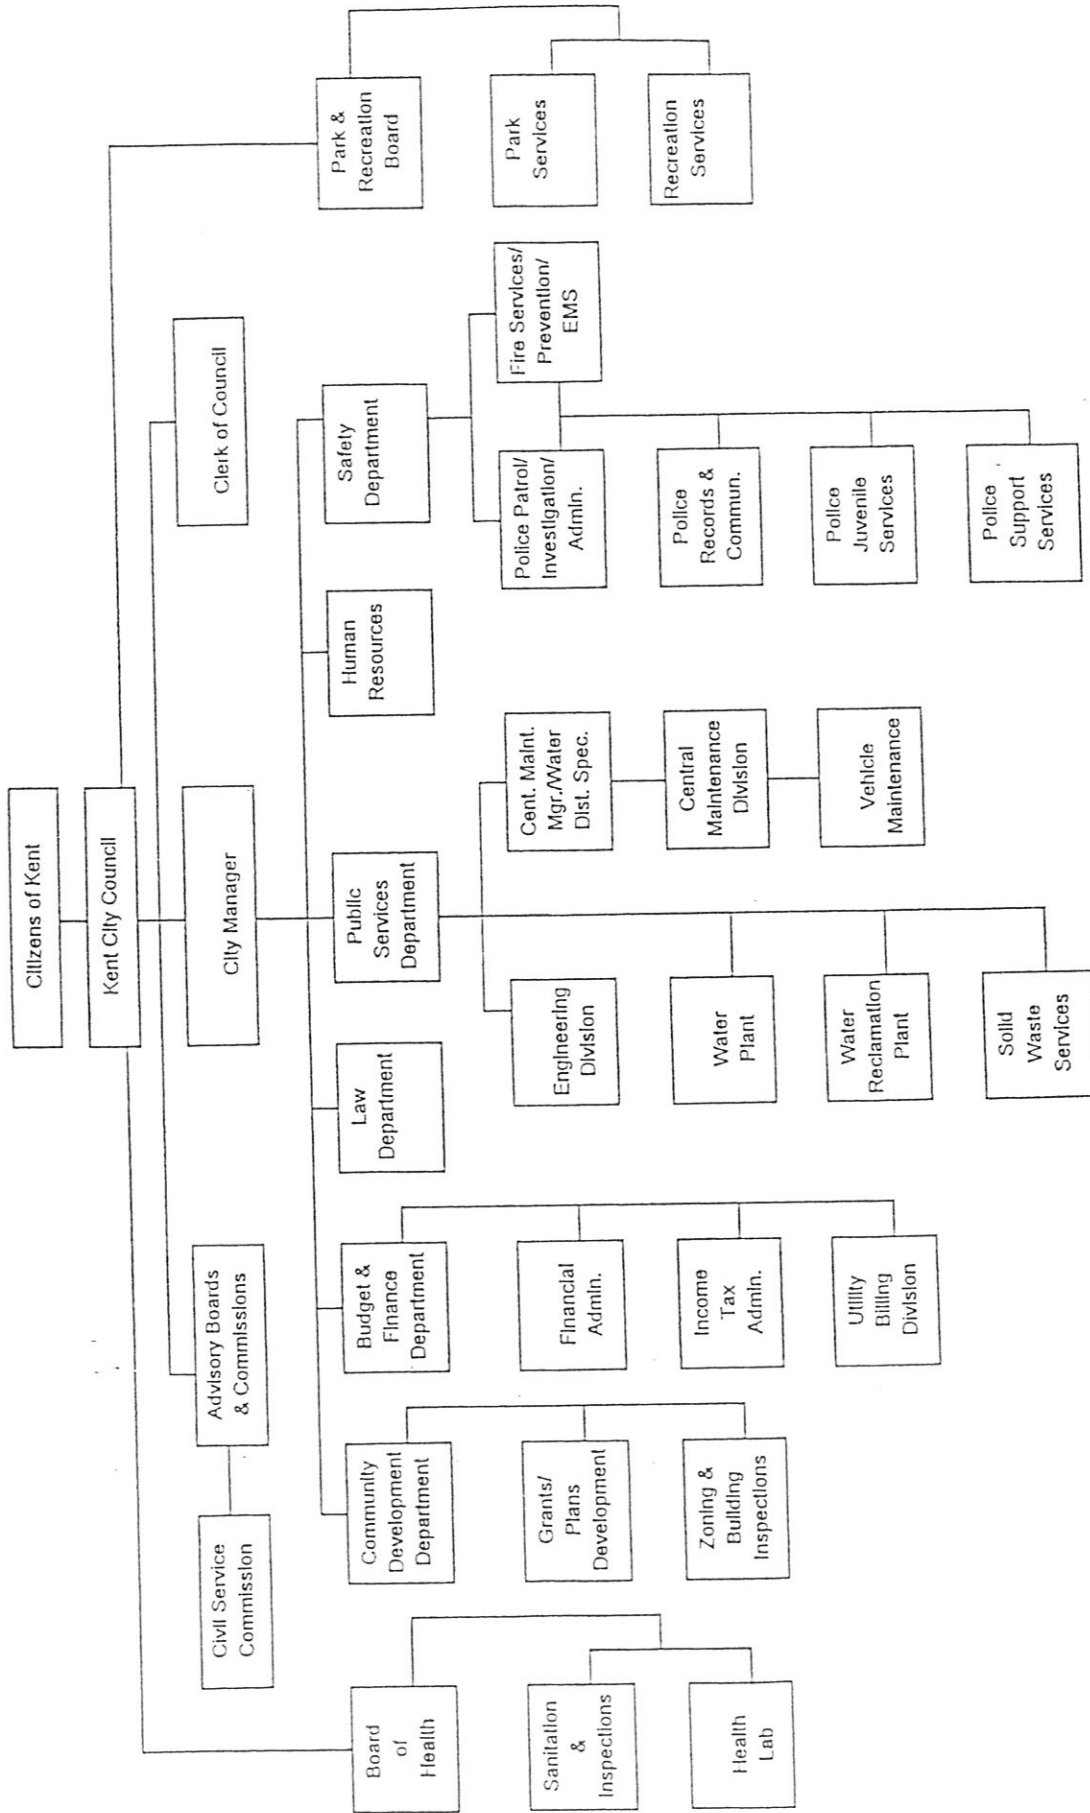 Citizens of Kent
Kent City Council
City Manager
Clerk of Council
Advisory Boards
& Commissions
Civil Service
Commission
Board
of
Health
Sanitation
&
Inspections
Health
Lab
Community
Development
Department
Grants/
Plans
Development
Zoning &
Building
Inspections
Budget &
Finance
Department
Financial
Admin.
Income
Tax
Admin.
Utility
Billing
Division
Law
Department
Public
Services
Department
Engineering
Division
Water
Plant
Water
Reclamation
Plant
Solid
Waste
Services
Cent. Maint.
Mgr./Water
Dist. Spec.
Central
Maintenance
Division
Vehicle
Maintenance
Human
Resources
Safety
Department
Police Patrol/
Investigation/
Admin.
Police
Records &
Commun.
Police
Juvenile
Services
Police
Support
Services
Fire Services/
Prevention/
EMS
Park &
Recreation
Board
Park
Services
Recreation
Services